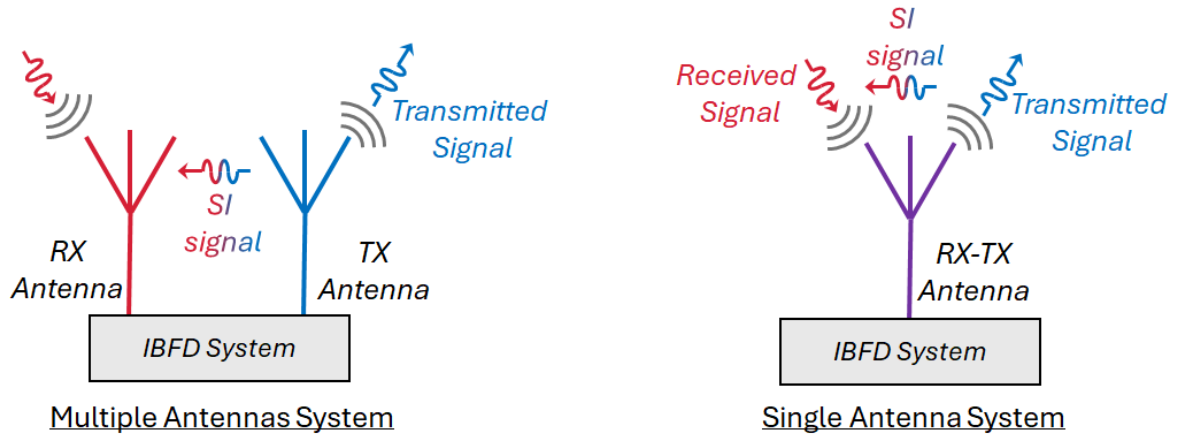 Transmitted
Signal
SI
signal
RX
Antenna
TX
Antenna
IBFD System
Multiple Antennas System
SI
signal
Received
Signal
Transmitted
Signal
RX-TX
Antenna
IBFD System
Single Antenna System